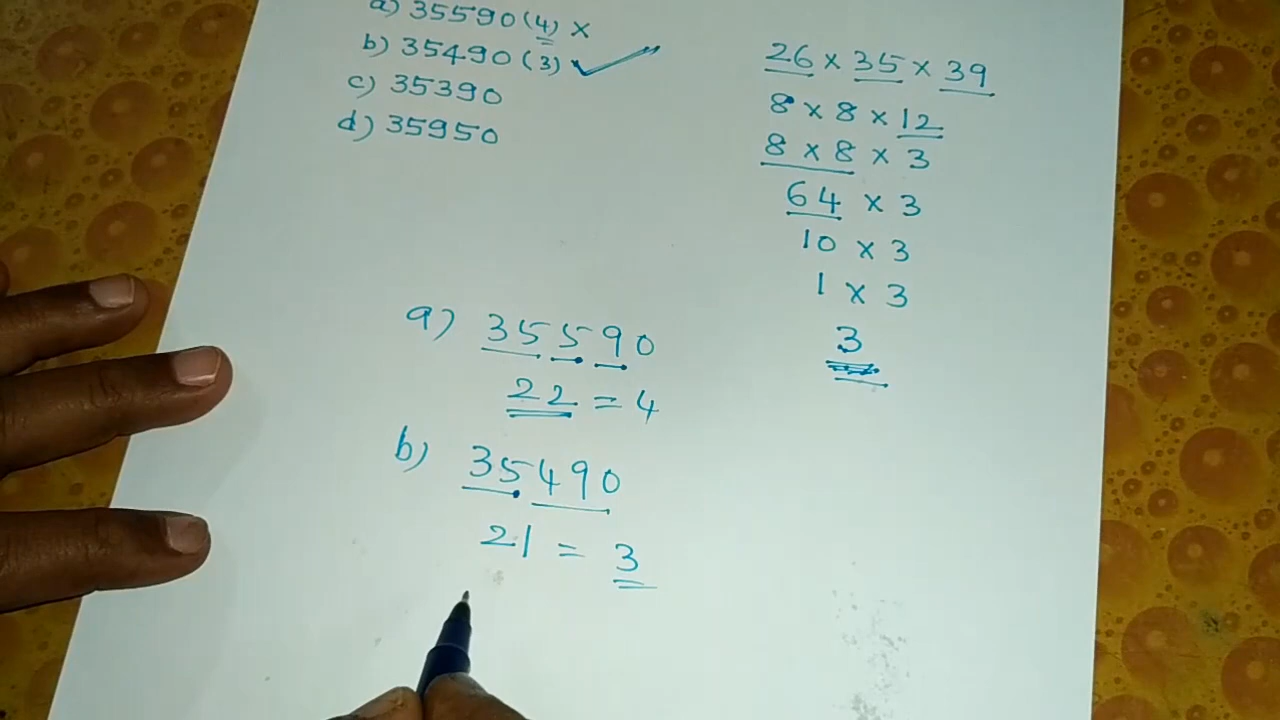 a) 35590 (4) ×
b) 35490 (3) ✓
c) 35390
d) 35950
26 × 35 × 39
8 × 8 × 12
8 × 8 × 3
64 × 3
10 × 3
1 × 3
3
a) 35590
22 = 4
b) 35490
21 = 3